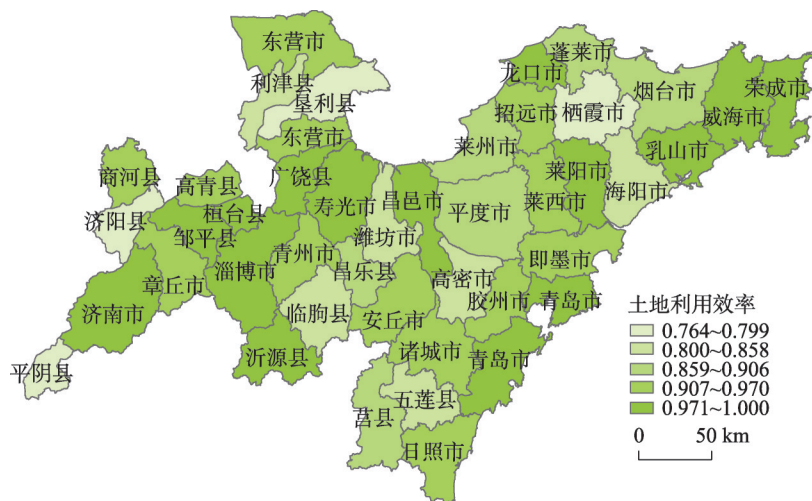 东营市
蓬莱市
龙口市
利津县
烟台市
荣成市
垦利县
招远市
栖霞市
威海市
东营市
莱州市
乳山市
商河县
高青县
广饶县
莱阳市
海阳市
济阳县
桓台县
寿光市
昌邑市
平度市
莱西市
邹平县
潍坊市
青州市
即墨市
淄博市
昌乐县
高密市
章丘市
胶州市
青岛市
济南市
临朐县
安丘市
沂源县
诸城市
青岛市
平阴县
五莲县
莒县
日照市
土地利用效率
0.764~0.799
0.800~0.858
0.859~0.906
0.907~0.970
0.971~1.000
0 50 km